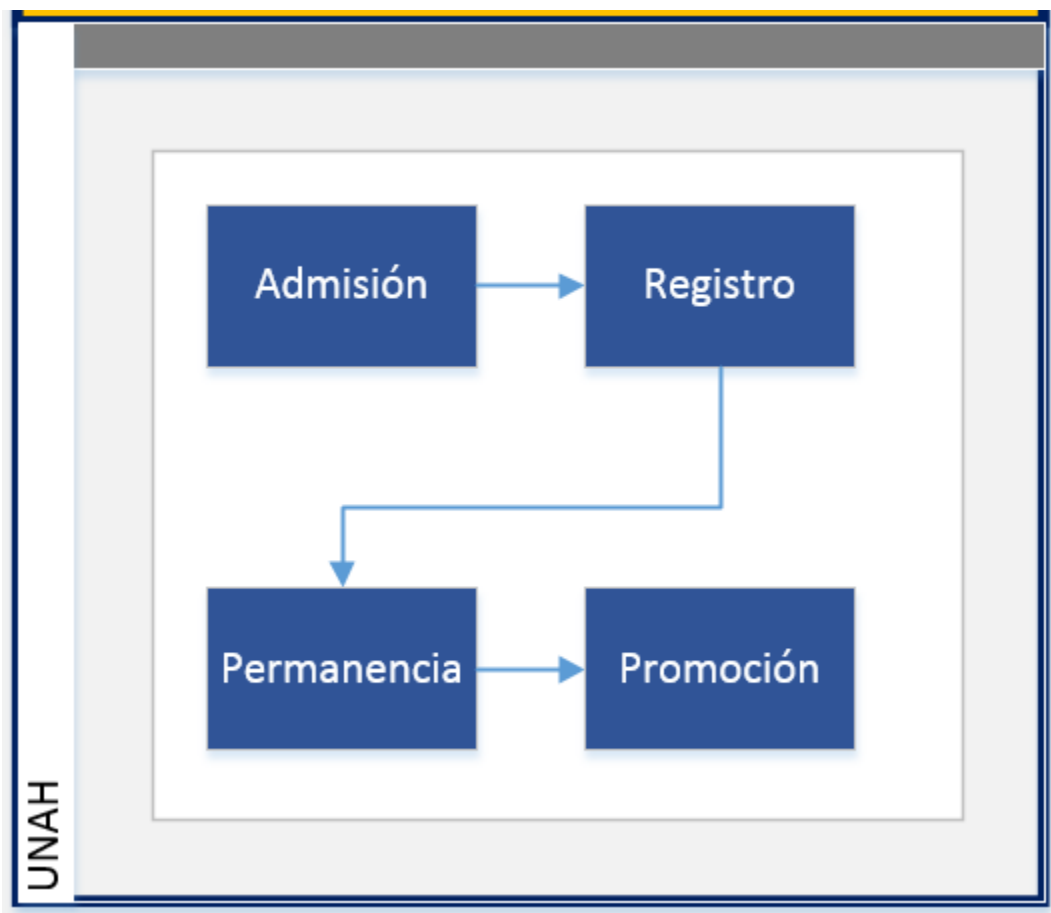 Admisión
Registro
Permanencia
Promoción
UNAH